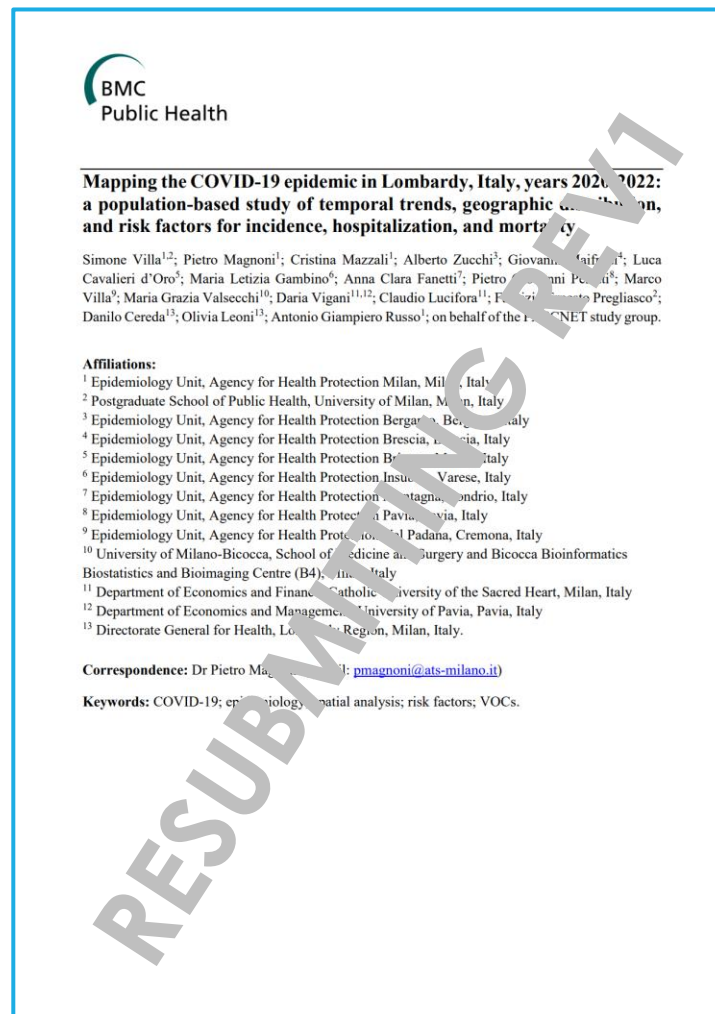 BMC
Public Health
Mapping the COVID-19 epidemic in Lombardy, Italy, years 2020-2022:
a population-based study of temporal trends, geographic
and risk factors for incidence, hospitalization, and
Simone Villa1,2; Pietro Magnoni1; Cristina Mazzali1; Alberto Zucchi3; Luca
Cavalieri d’Oro5; Maria Letizia Gambino6; Anna Clara Fanetti7; Pietro Marco
Villa9; Maria Grazia Valsecchi10; Daria Vigani11,12; Claudio Lucifora11; Pregliasco2;
Danilo Cereda13; Olivia Leoni13; Antonio Giampiero Russo1; on behalf of the study group.
Affiliations:
1 Epidemiology Unit, Agency for Health Protection Milan, Italy
2 Postgraduate School of Public Health, University of Milan, Italy
3 Epidemiology Unit, Agency for Health Protection Italy
4 Epidemiology Unit, Agency for Health Protection Brescia, Italy
5 Epidemiology Unit, Agency for Health Protection Italy
6 Epidemiology Unit, Agency for Health Protection Varese, Italy
7 Epidemiology Unit, Agency for Health Protection Italy
8 Epidemiology Unit, Agency for Health Italy
9 Epidemiology Unit, Agency for Health Padana, Cremona, Italy
10 University of Milano-Bicocca, School of Surgery and Bicocca Bioinformatics
Biostatistics and Bioimaging Centre (B4), Italy
11 Department of Economics and Catholic University of the Sacred Heart, Milan, Italy
12 Department of Economics and University of Pavia, Pavia, Italy
13 Directorate General for Health, Region, Milan, Italy.
Correspondence: Dr Pietro pmagnoni@ats-milano.it)
Keywords: COVID-19; spatial analysis; risk factors; VOCs.
RESUBMITTING REV1